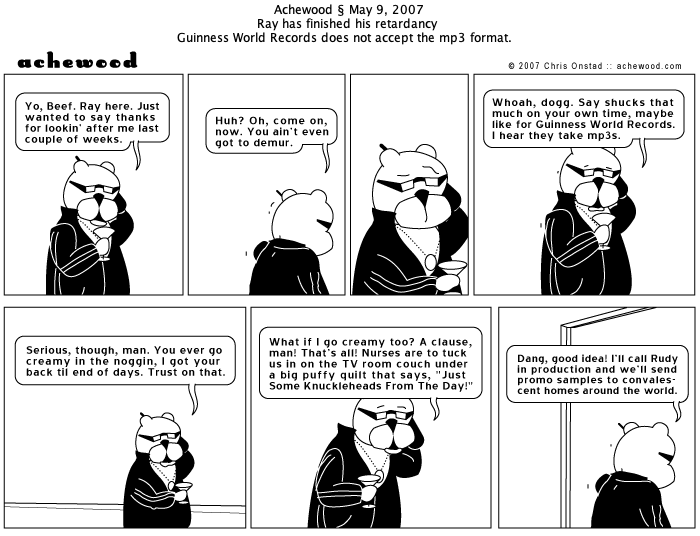 Achewood § May 9, 2007
Ray has finished his retardancy
Guinness World Records does not accept the mp3 format.
achewood
© 2007 Chris Onstad :: achewood.com
Yo, Beef. Ray here. Just
wanted to say thanks
for lookin' after me last
couple of weeks.
Huh? Oh, come on,
now. You ain't even
got to demur.
Whoah, dogg. Say shucks that
much on your own time, maybe
like for Guinness World Records.
I hear they take mp3s.
Serious, though, man. You ever go
creamy in the noggin, I got your
back til end of days. Trust on that.
What if I go creamy too? A clause,
man! That's all! Nurses are to tuck
us in on the TV room couch under
a big puffy quilt that says, "Just
Some Knuckleheads From The Day!"
Dang, good idea! I'll call Rudy
in production and we'll send
promo samples to convales-
cent homes around the world.